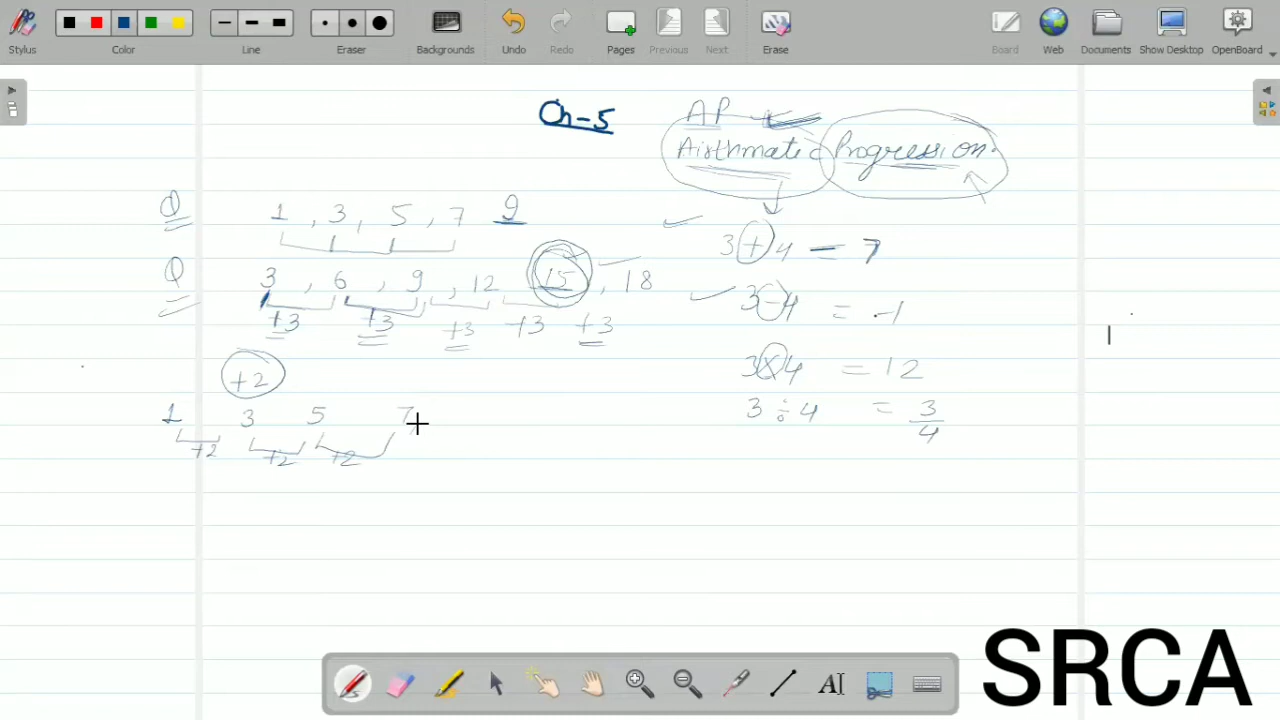 Stylus Color Line Eraser Backgrounds Undo Redo Pages Previous Next Erase Board Web Documents Show Desktop OpenBoard
Ch-5
AP
Airthmatic Progression.
Q 1 , 3 , 5 , 7 9
3 + 4 = 7
Q 3 , 6 , 9 , 12 15 , 18
+3 +3 +3 +3 +3
3 - 4 = -1
3 × 4 = 12
3 ÷ 4 = 3/4
+2
1 3 5 7
+2 +2 +2
SRCA